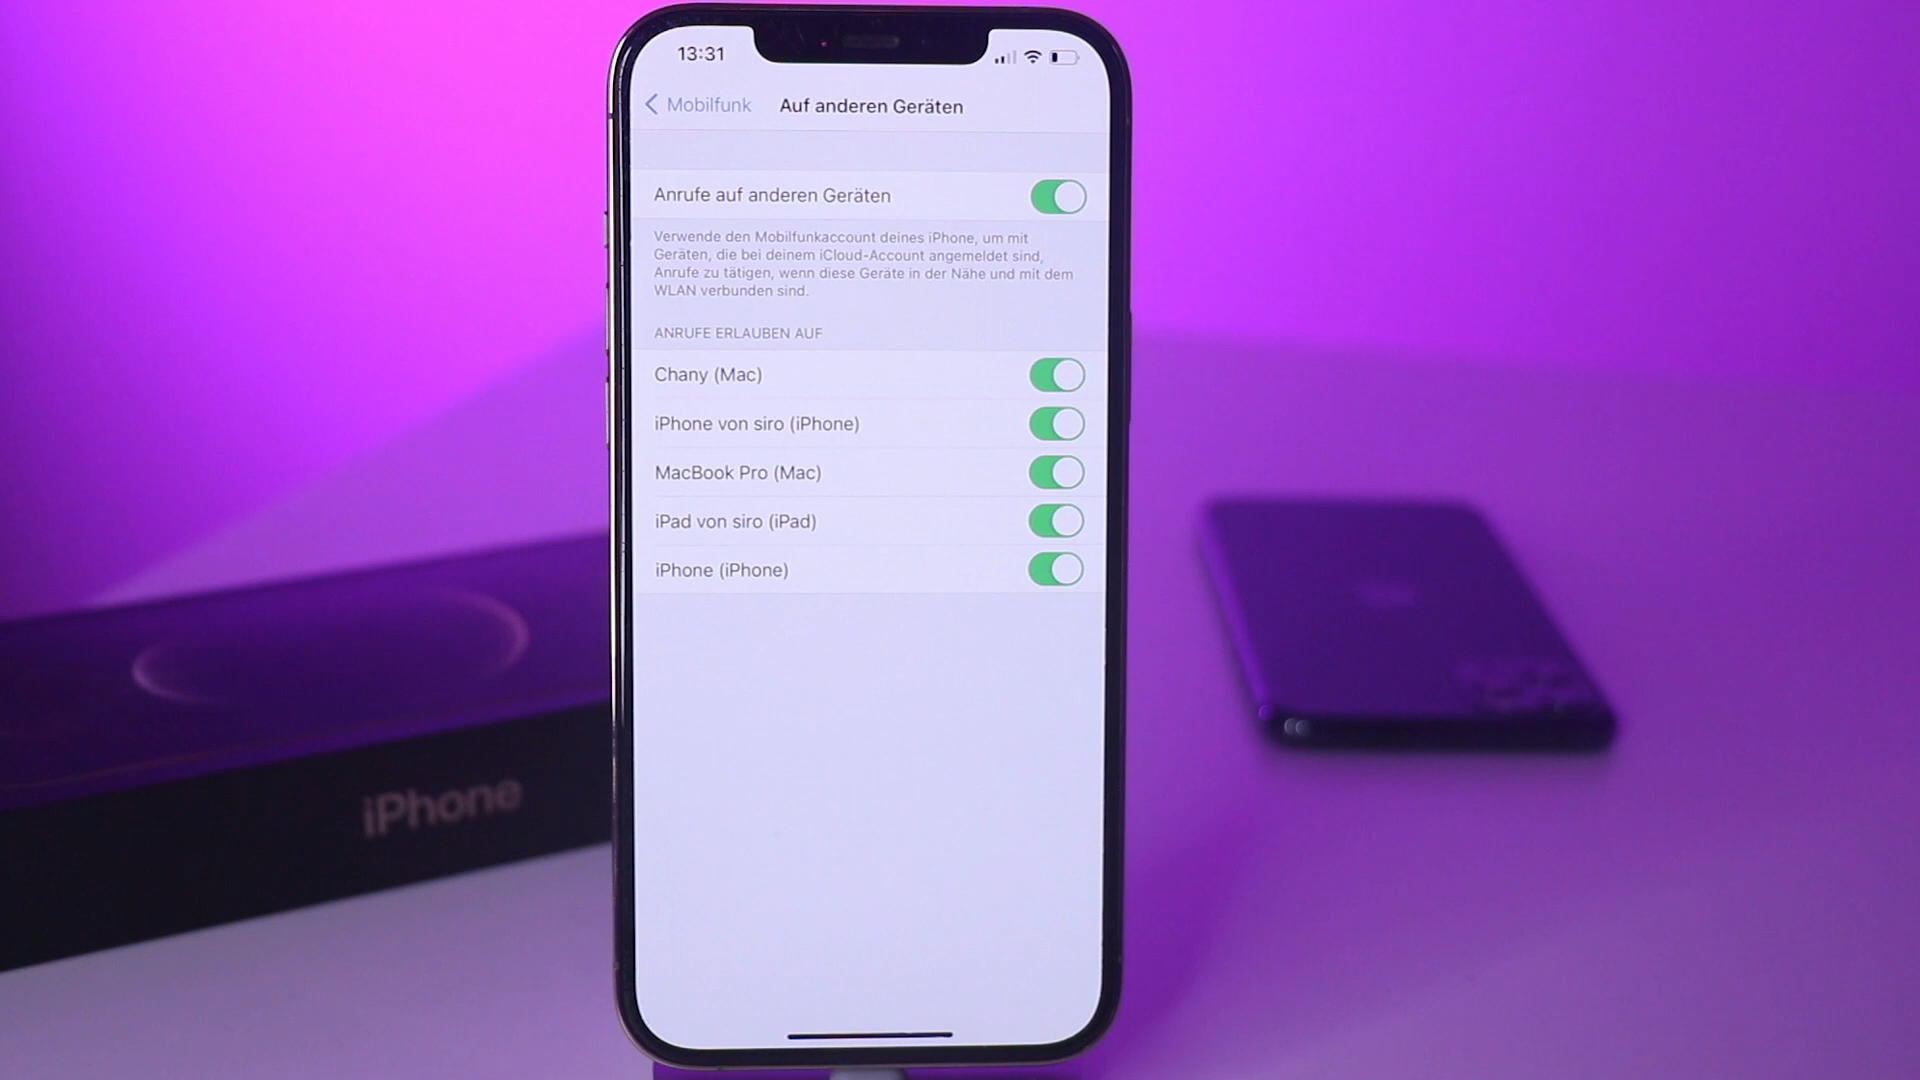 13:31
Mobilfunk Auf anderen Geräten
Anrufe auf anderen Geräten
Verwende den Mobilfunkaccount deines iPhone, um mit
Geräten, die bei deinem iCloud-Account angemeldet sind,
Anrufe zu tätigen, wenn diese Geräte in der Nähe und mit dem
WLAN verbunden sind.
ANRUFE ERLAUBEN AUF
Chany (Mac)
iPhone von siro (iPhone)
MacBook Pro (Mac)
iPad von siro (iPad)
iPhone (iPhone)
iPhone